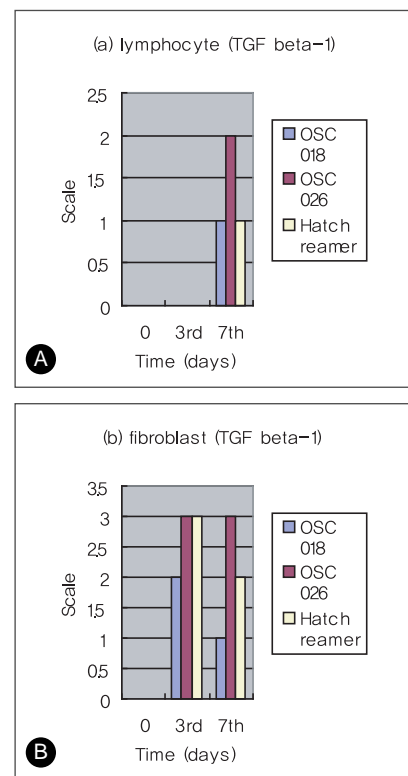 (a) lymphocyte (TGF beta-1)
2.5
2
1.5
1
0.5
0
Scale
0 3rd 7th
Time (days)
OSC
018
OSC
026
Hatch
reamer
A
(b) fibroblast (TGF beta-1)
3.5
3
2.5
2
1.5
1
0.5
0
Scale
0 3rd 7th
Time (days)
OSC
018
OSC
026
Hatch
reamer
B